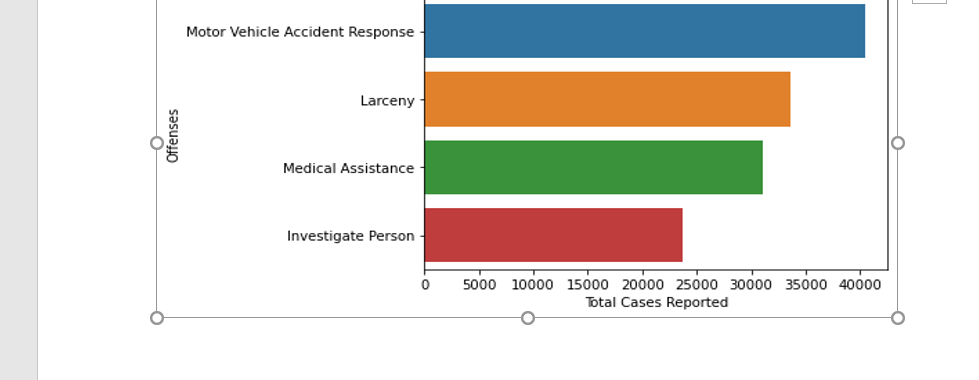 Motor Vehicle Accident Response
Larceny
Offenses
Medical Assistance
Investigate Person
0 5000 10000 15000 20000 25000 30000 35000 40000
Total Cases Reported